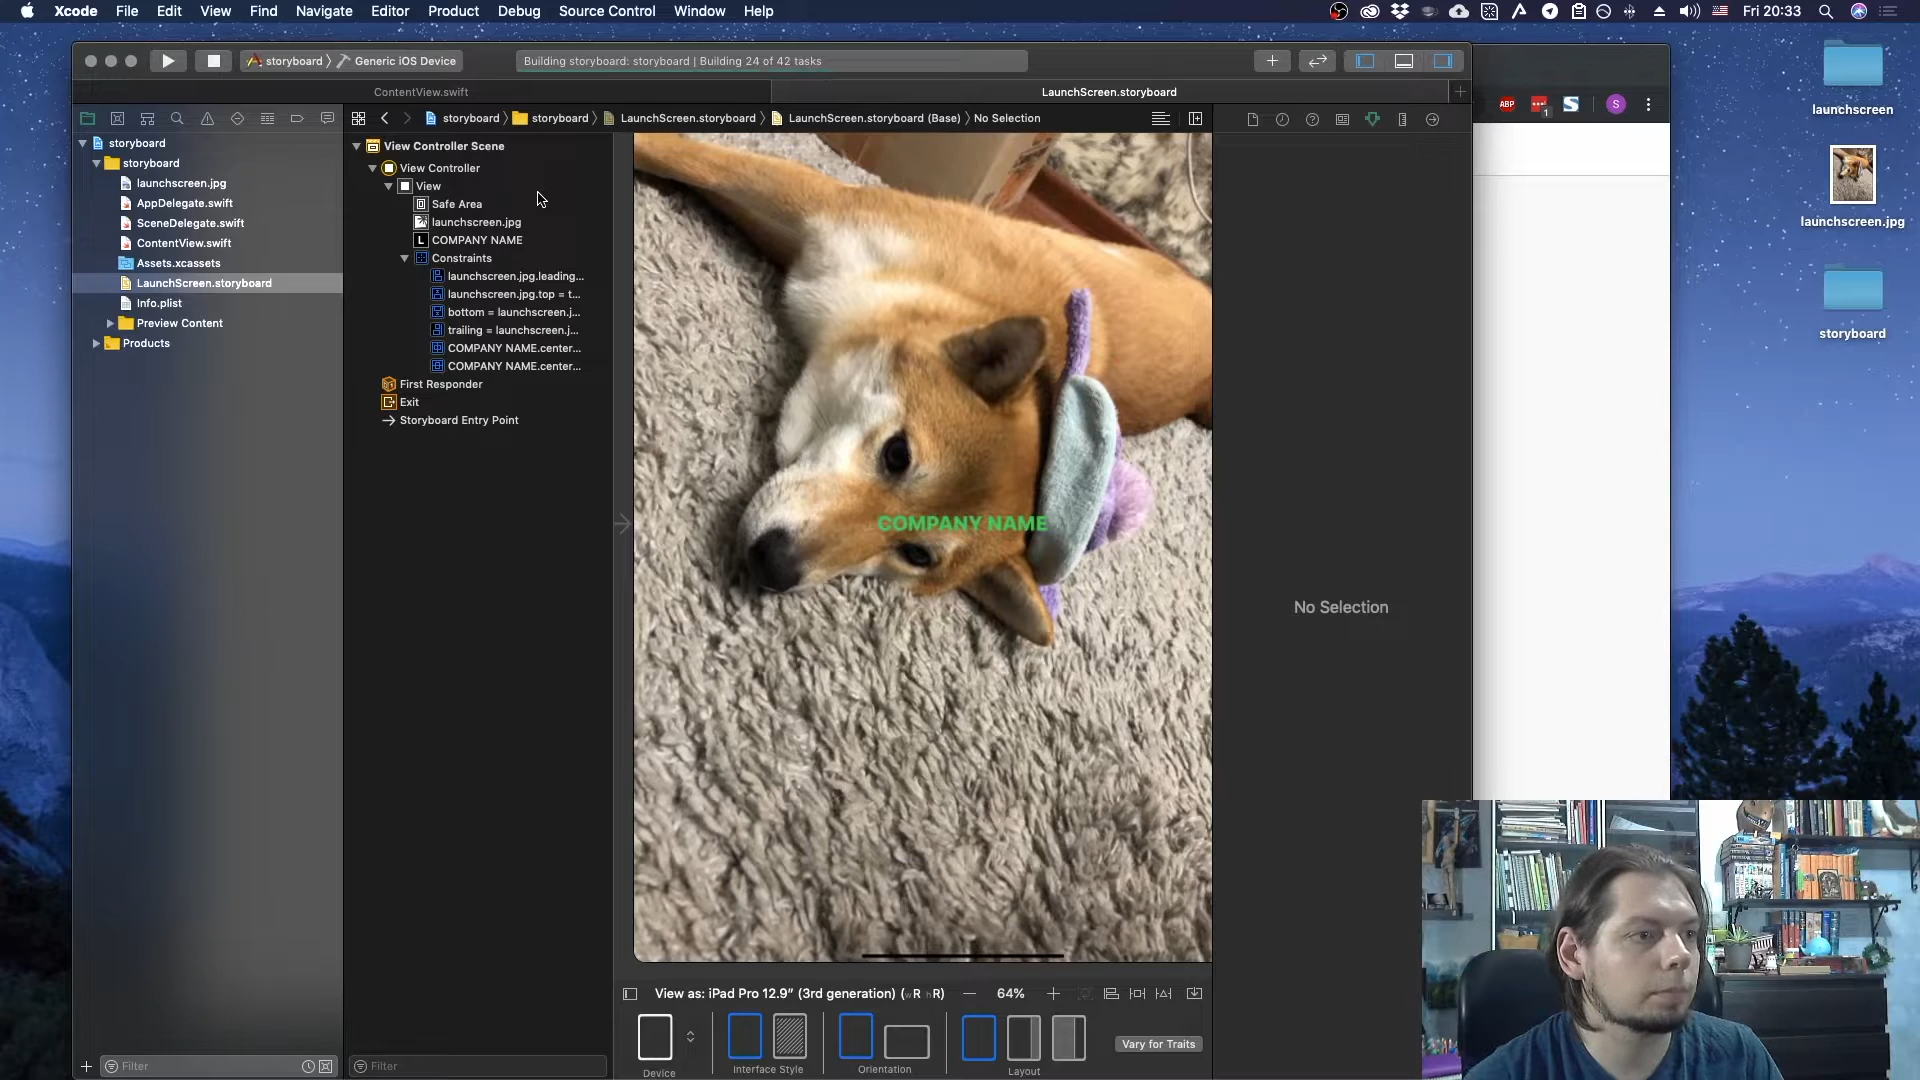 Xcode File Edit View Find Navigate Editor Product Debug Source Control Window Help
Fri 20:33
storyboard Generic iOS Device
Building storyboard: storyboard | Building 24 of 42 tasks
ContentView.swift
LaunchScreen.storyboard
storyboard storyboard LaunchScreen.storyboard LaunchScreen.storyboard (Base) No Selection
storyboard
storyboard
launchscreen.jpg
AppDelegate.swift
SceneDelegate.swift
ContentView.swift
Assets.xcassets
LaunchScreen.storyboard
Info.plist
Preview Content
Products
View Controller Scene
View Controller
View
Safe Area
launchscreen.jpg
L COMPANY NAME
Constraints
launchscreen.jpg.leading...
launchscreen.jpg.top = t...
bottom = launchscreen.j...
trailing = launchscreen.j...
COMPANY NAME.center...
COMPANY NAME.center...
First Responder
Exit
Storyboard Entry Point
COMPANY NAME
No Selection
ABP
1
S
launchscreen
launchscreen.jpg
storyboard
View as: iPad Pro 12.9" (3rd generation) (wR hR)
64%
Device
Interface Style
Orientation
Layout
Vary for Traits
Filter
Filter